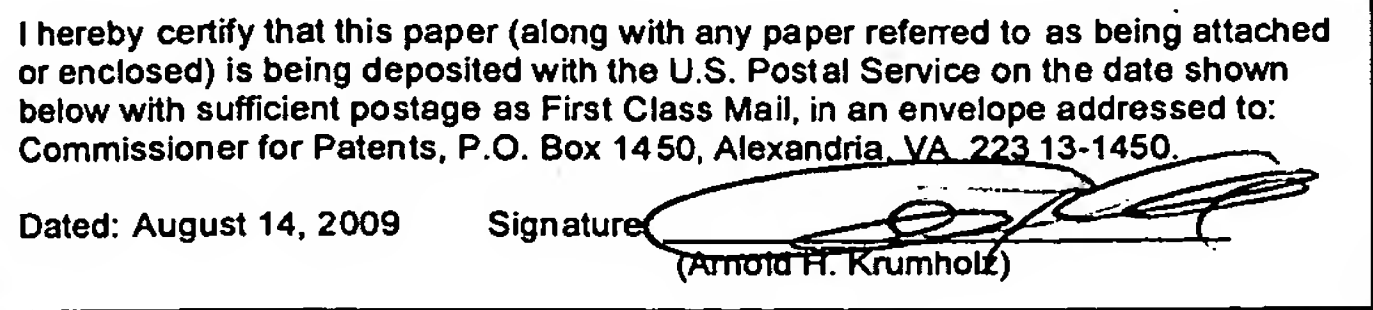 I hereby certify that this paper (along with any paper referred to as being attached
or enclosed) is being deposited with the U.S. Postal Service on the date shown
below with sufficient postage as First Class Mail, in an envelope addressed to:
Commissioner for Patents, P.O. Box 1450, Alexandria, VA 22313-1450.
Dated: August 14, 2009 Signature
(Arnold H. Krumholz)